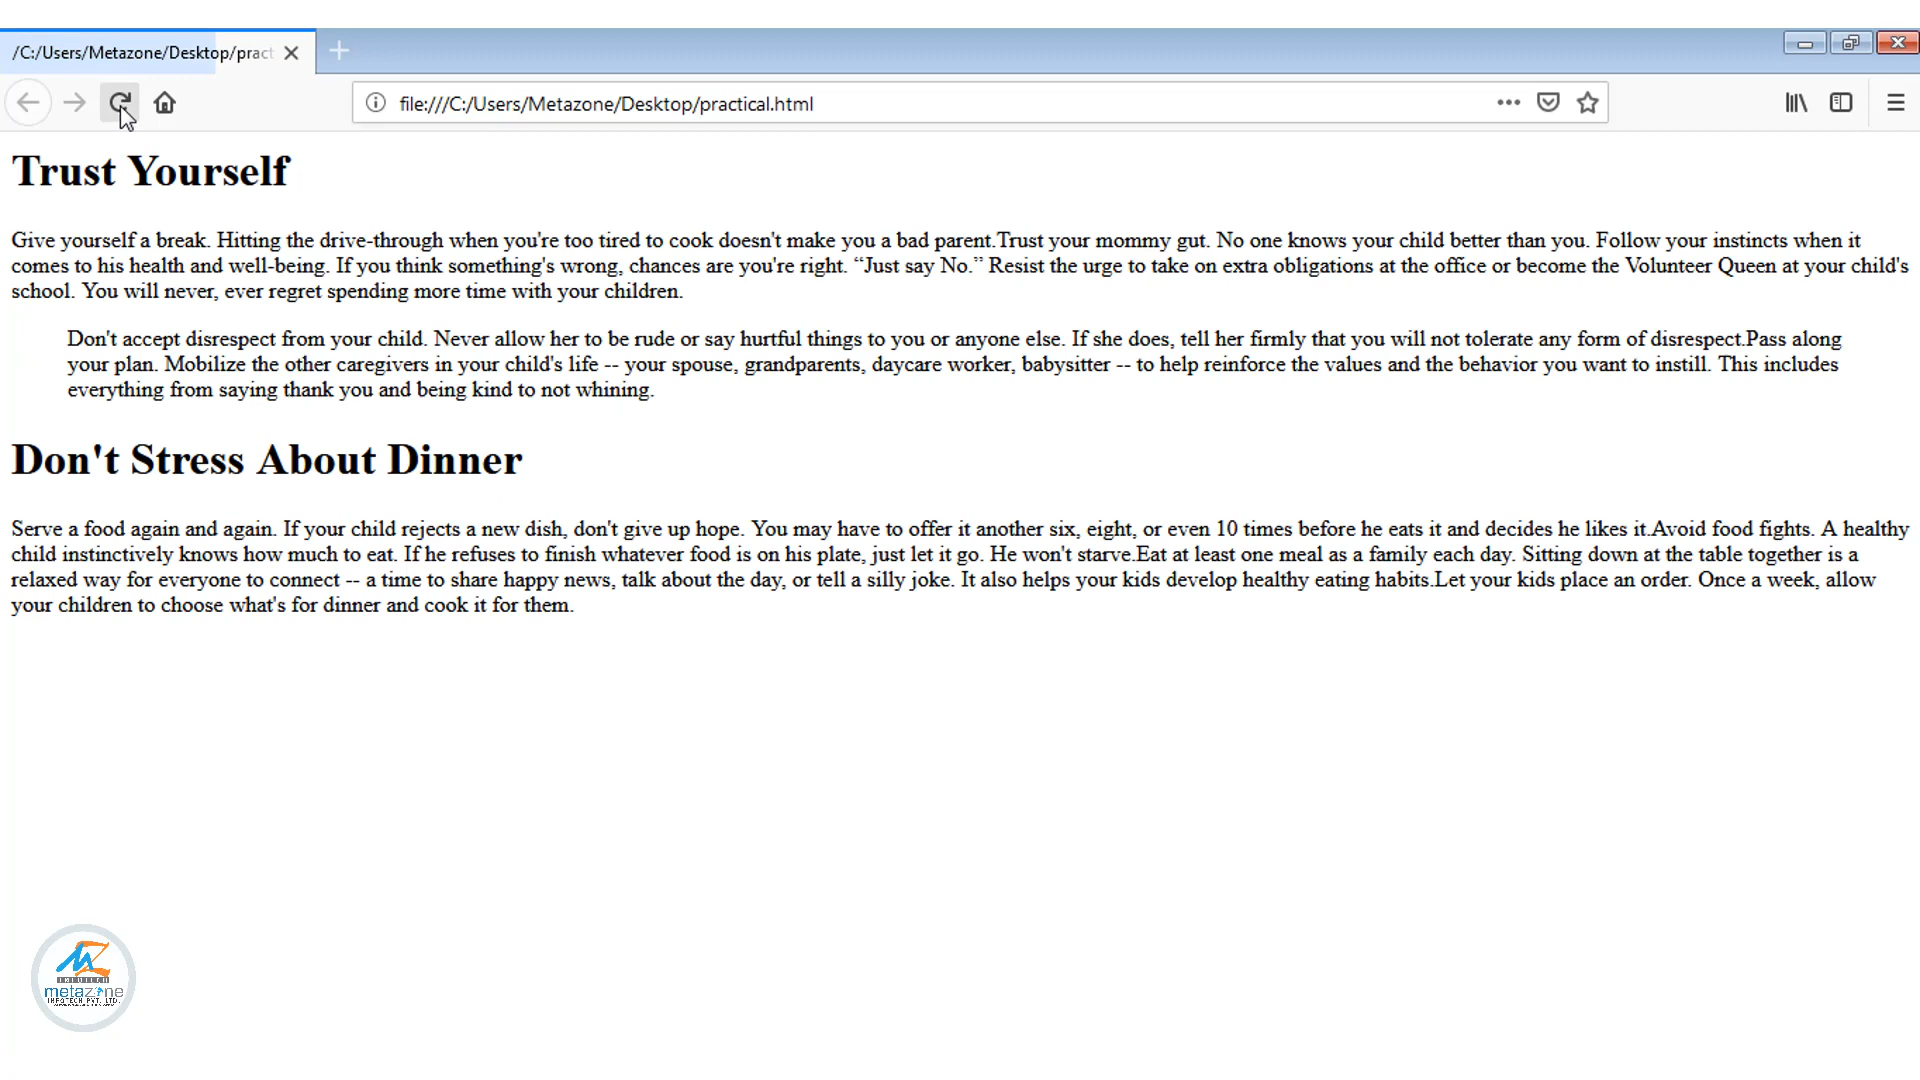 /C:/Users/Metazone/Desktop/pract
file:///C:/Users/Metazone/Desktop/practical.html
Trust Yourself
Give yourself a break. Hitting the drive-through when you're too tired to cook doesn't make you a bad parent.Trust your mommy gut. No one knows your child better than you. Follow your instincts when it
comes to his health and well-being. If you think something's wrong, chances are you're right. “Just say No.” Resist the urge to take on extra obligations at the office or become the Volunteer Queen at your child's
school. You will never, ever regret spending more time with your children.
Don't accept disrespect from your child. Never allow her to be rude or say hurtful things to you or anyone else. If she does, tell her firmly that you will not tolerate any form of disrespect.Pass along
your plan. Mobilize the other caregivers in your child's life -- your spouse, grandparents, daycare worker, babysitter -- to help reinforce the values and the behavior you want to instill. This includes
everything from saying thank you and being kind to not whining.
Don't Stress About Dinner
Serve a food again and again. If your child rejects a new dish, don't give up hope. You may have to offer it another six, eight, or even 10 times before he eats it and decides he likes it.Avoid food fights. A healthy
child instinctively knows how much to eat. If he refuses to finish whatever food is on his plate, just let it go. He won't starve.Eat at least one meal as a family each day. Sitting down at the table together is a
relaxed way for everyone to connect -- a time to share happy news, talk about the day, or tell a silly joke. It also helps your kids develop healthy eating habits.Let your kids place an order. Once a week, allow
your children to choose what's for dinner and cook it for them.
metazone
INFOTECH PVT. LTD.